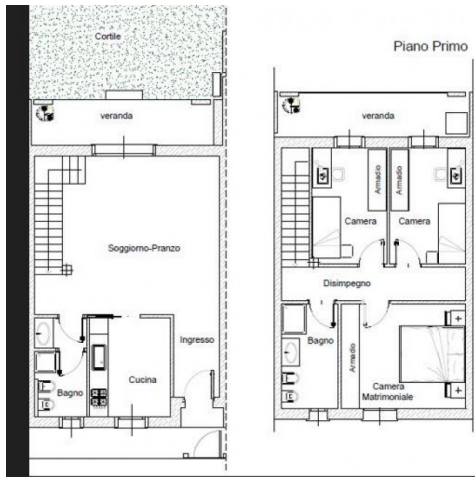 Cortile
veranda
Soggiorno-Pranzo
Ingresso
Bagno
Cucina
Piano Primo
veranda
Armadio
Armadio
Camera
Camera
Disimpegno
Bagno
Armadio
Camera
Matrimoniale